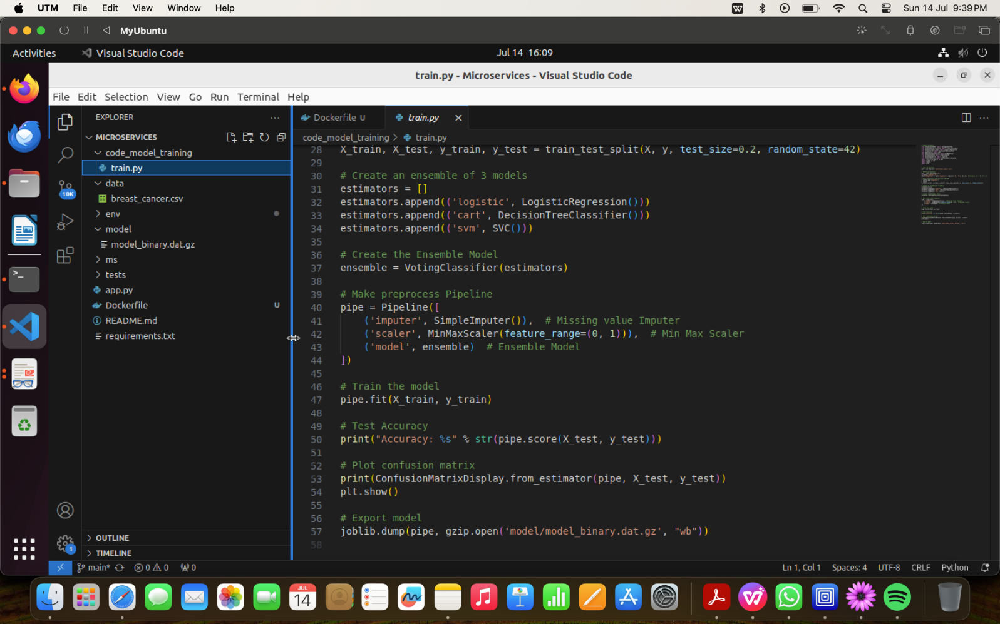 UTM File Edit View Window Help
Sun 14 Jul 9:39 PM
MyUbuntu
Activities Visual Studio Code Jul 14 16:09
train.py - Microservices - Visual Studio Code
File Edit Selection View Go Run Terminal Help
EXPLORER
MICROSERVICES
code_model_training
train.py
data
breast_cancer.csv
env
model
model_binary.dat.gz
ms
tests
app.py
Dockerfile U
README.md
requirements.txt
OUTLINE
TIMELINE
10K
1
Dockerfile U train.py
code_model_training > train.py
28 X_train, X_test, y_train, y_test = train_test_split(X, y, test_size=0.2, random_state=42)
29
30 # Create an ensemble of 3 models
31 estimators = []
32 estimators.append(('logistic', LogisticRegression()))
33 estimators.append(('cart', DecisionTreeClassifier()))
34 estimators.append(('svm', SVC()))
35
36 # Create the Ensemble Model
37 ensemble = VotingClassifier(estimators)
38
39 # Make preprocess Pipeline
40 pipe = Pipeline([
41 ('imputer', SimpleImputer()), # Missing value Imputer
42 ('scaler', MinMaxScaler(feature_range=(0, 1))), # Min Max Scaler
43 ('model', ensemble) # Ensemble Model
44 ])
45
46 # Train the model
47 pipe.fit(X_train, y_train)
48
49 # Test Accuracy
50 print("Accuracy: %s" % str(pipe.score(X_test, y_test)))
51
52 # Plot confusion matrix
53 print(ConfusionMatrixDisplay.from_estimator(pipe, X_test, y_test))
54 plt.show()
55
56 # Export model
57 joblib.dump(pipe, gzip.open('model/model_binary.dat.gz', "wb"))
58
main* 0 0 0 Ln 1, Col 1 Spaces: 4 UTF-8 CRLF Python
JUL
14